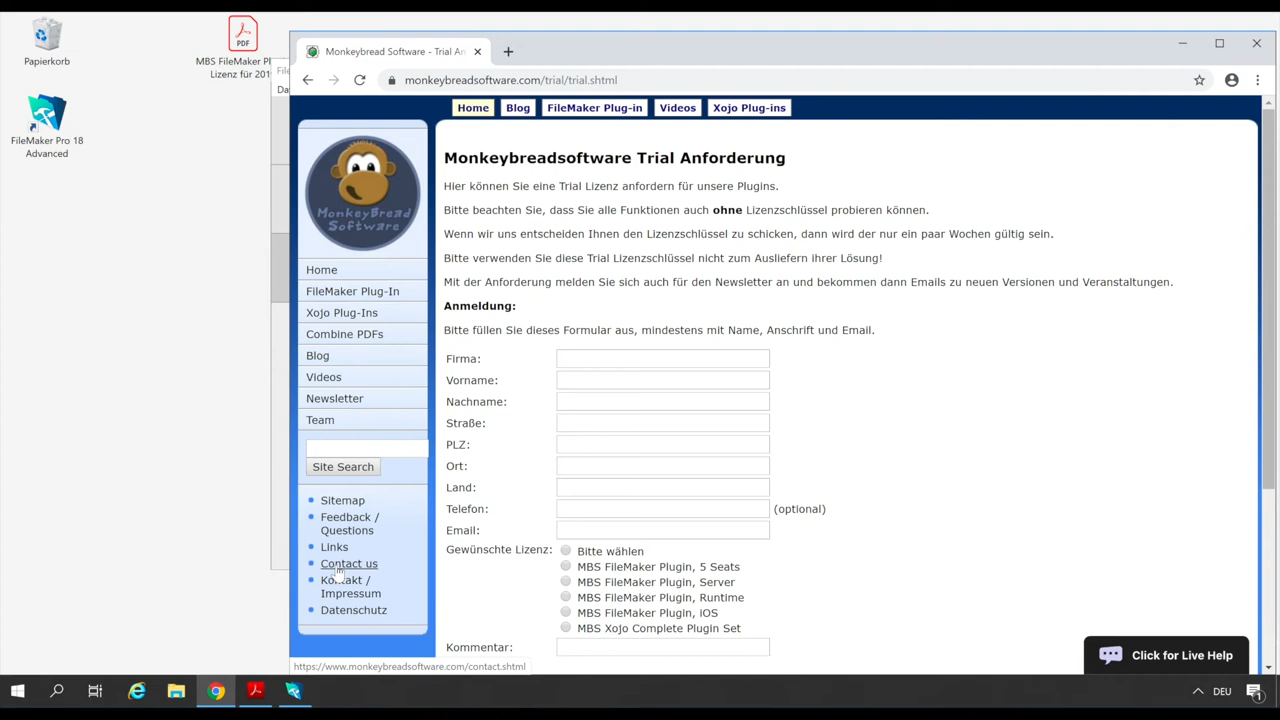 Papierkorb
FileMaker Pro 18
Advanced
PDF
MBS FileMaker Pl
Lizenz für 201
File
Da
Monkeybread Software - Trial An
monkeybreadsoftware.com/trial/trial.shtml
Home
Blog
FileMaker Plug-in
Videos
Xojo Plug-ins
MonkeyBread
Software
Home
FileMaker Plug-In
Xojo Plug-Ins
Combine PDFs
Blog
Videos
Newsletter
Team
Site Search
Sitemap
Feedback /
Questions
Links
Contact us
Kontakt /
Impressum
Datenschutz
Monkeybreadsoftware Trial Anforderung
Hier können Sie eine Trial Lizenz anfordern für unsere Plugins.
Bitte beachten Sie, dass Sie alle Funktionen auch ohne Lizenzschlüssel probieren können.
Wenn wir uns entscheiden Ihnen den Lizenzschlüssel zu schicken, dann wird der nur ein paar Wochen gültig sein.
Bitte verwenden Sie diese Trial Lizenzschlüssel nicht zum Ausliefern ihrer Lösung!
Mit der Anforderung melden Sie sich auch für den Newsletter an und bekommen dann Emails zu neuen Versionen und Veranstaltungen.
Anmeldung:
Bitte füllen Sie dieses Formular aus, mindestens mit Name, Anschrift und Email.
Firma:
Vorname:
Nachname:
Straße:
PLZ:
Ort:
Land:
Telefon: (optional)
Email:
Gewünschte Lizenz: Bitte wählen
MBS FileMaker Plugin, 5 Seats
MBS FileMaker Plugin, Server
MBS FileMaker Plugin, Runtime
MBS FileMaker Plugin, iOS
MBS Xojo Complete Plugin Set
Kommentar:
Click for Live Help
https://www.monkeybreadsoftware.com/contact.shtml
DEU
1